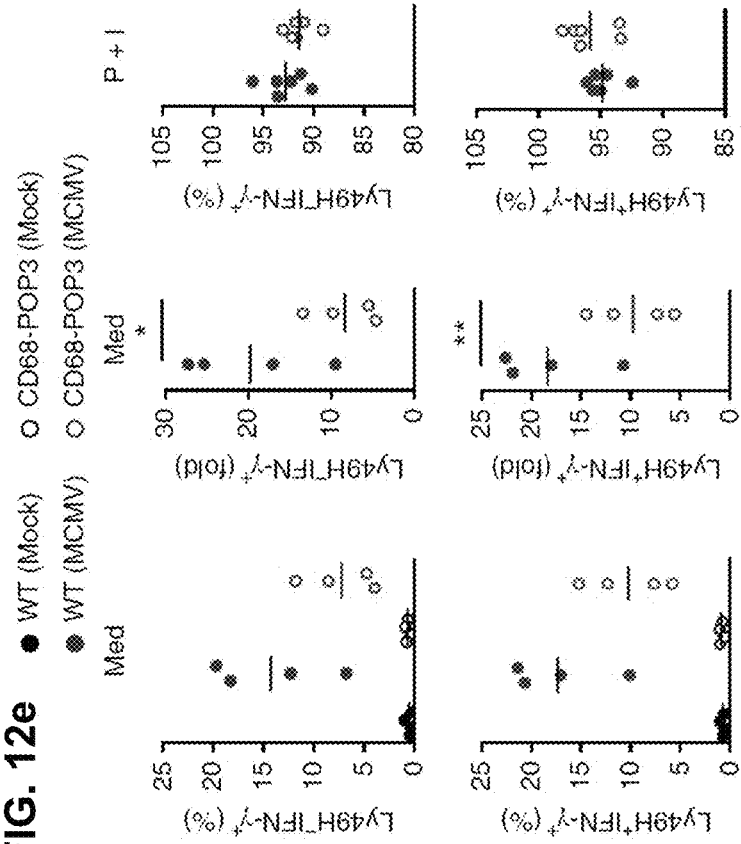 FIG. 12e
● WT (Mock) ○ CD68-POP3 (Mock)
● WT (MCMV) ○ CD68-POP3 (MCMV)
Med
Ly49H⁻IFN-γ⁺ (%)
25
20
15
10
5
0
Med
Ly49H⁻IFN-γ⁺ (fold)
30
20
10
0
*
P + I
Ly49H⁻IFN-γ⁺ (%)
105
100
95
90
85
80
Ly49H⁺IFN-γ⁺ (%)
25
20
15
10
5
0
Ly49H⁺IFN-γ⁺ (fold)
25
20
15
10
5
0
**
Ly49H⁺IFN-γ⁺ (%)
105
100
95
90
85